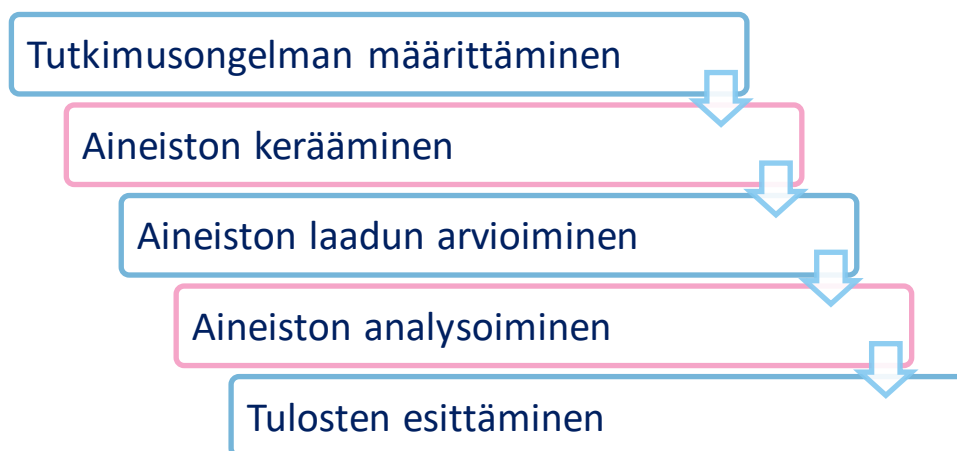 Tutkimusongelman määrittäminen
Aineiston kerääminen
Aineiston laadun arvioiminen
Aineiston analysoiminen
Tulosten esittäminen